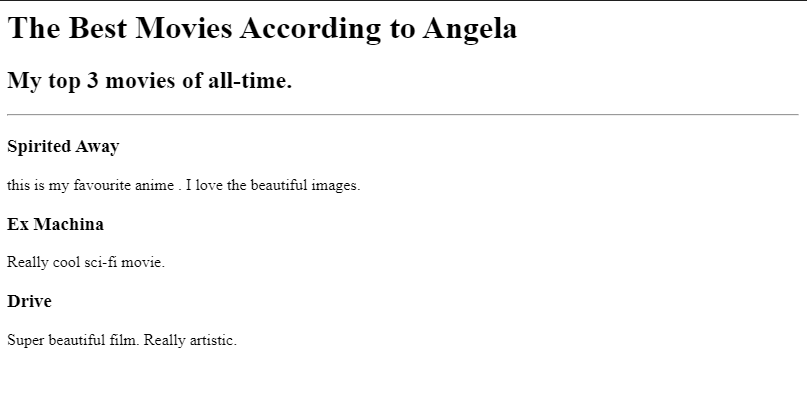 The Best Movies According to Angela
My top 3 movies of all-time.
Spirited Away
this is my favourite anime . I love the beautiful images.
Ex Machina
Really cool sci-fi movie.
Drive
Super beautiful film. Really artistic.